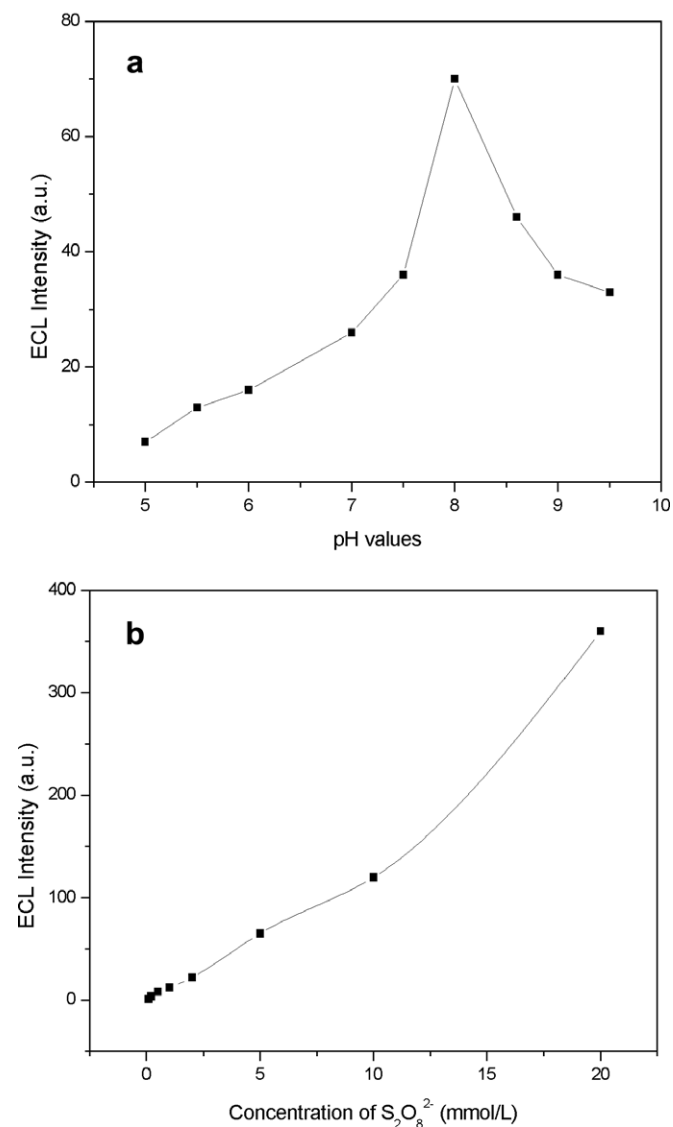 a
80
60
40
20
0
ECL Intensity (a.u.)
5 6 7 8 9 10
pH values
b
400
300
200
100
0
ECL Intensity (a.u.)
0 5 10 15 20
Concentration of S₂O₈²⁻ (mmol/L)